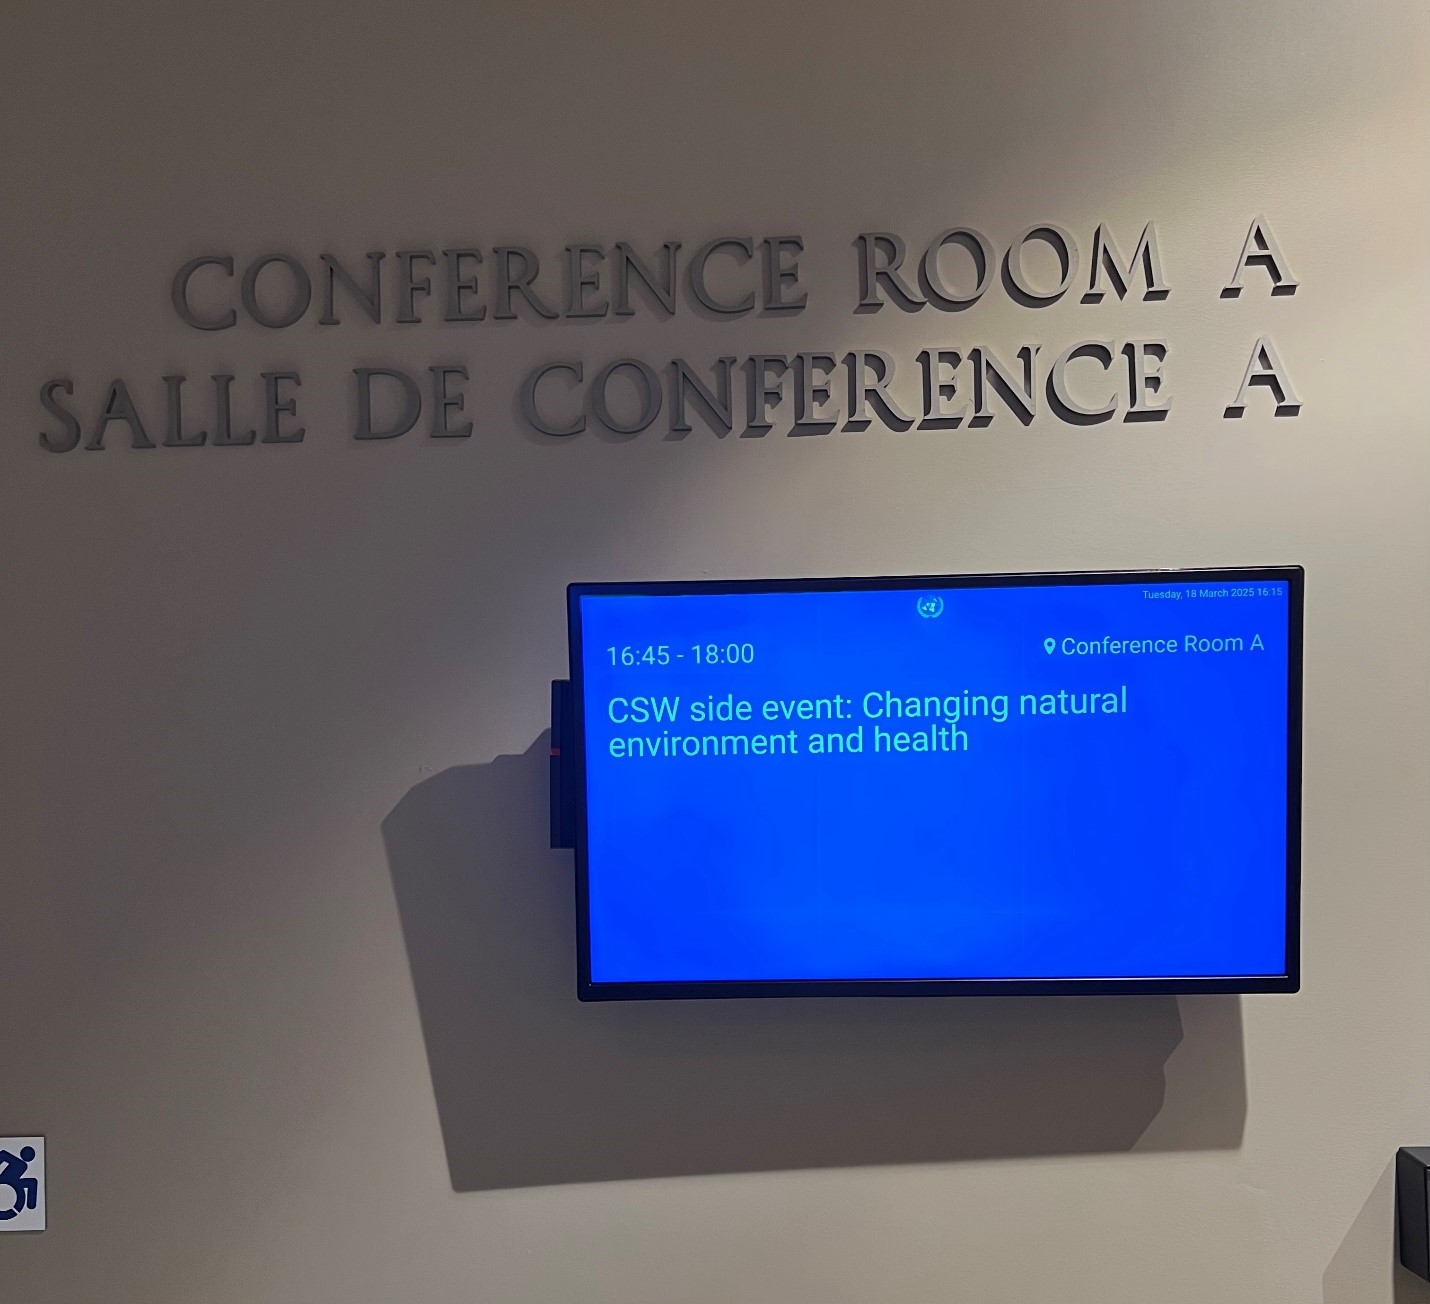 CONFERENCE ROOM A
SALLE DE CONFERENCE A
Tuesday, 18 March 2025 16:15
16:45 - 18:00
Conference Room A
CSW side event: Changing natural
environment and health